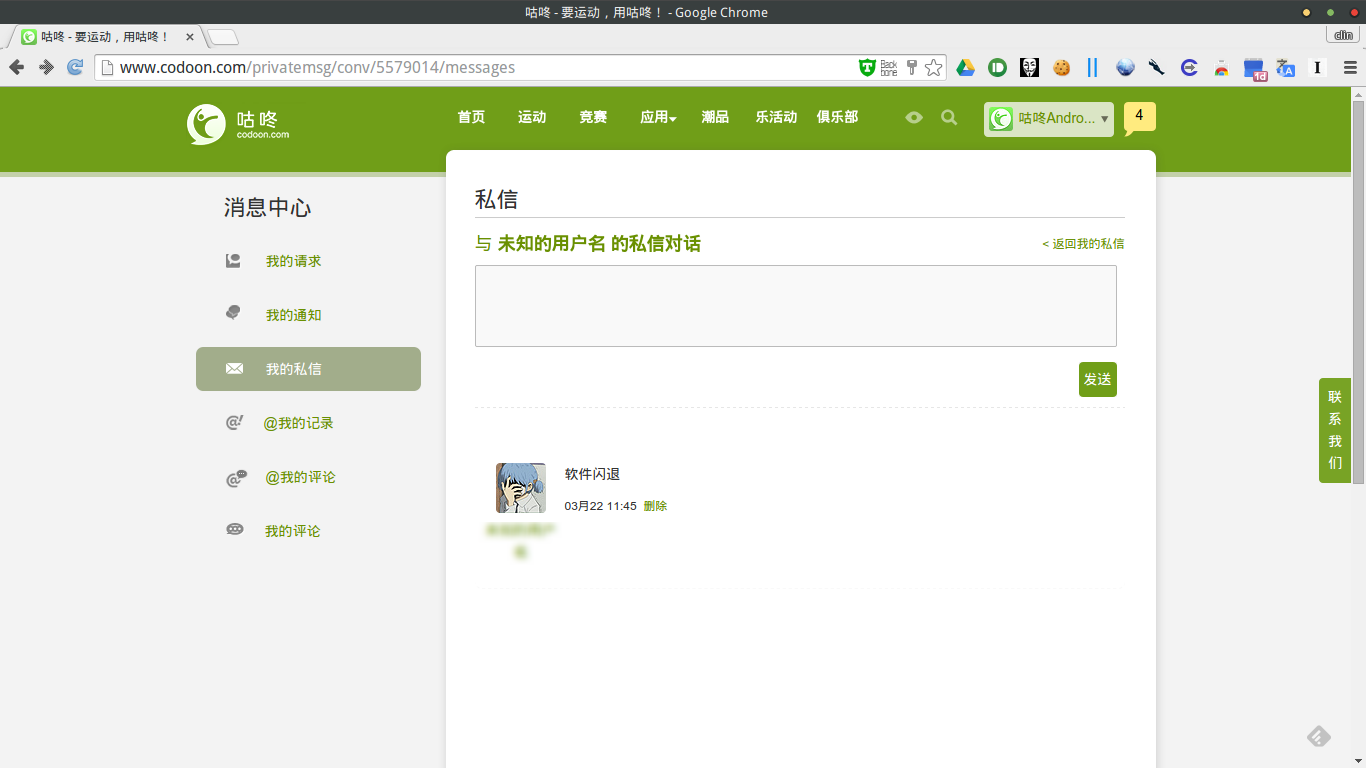 咕咚 - 要运动，用咕咚！ - Google Chrome
咕咚 - 要运动，用咕咚！
clin
www.codoon.com/privatemsg/conv/5579014/messages
Back bone
1d
咕咚
codoon.com
首页 运动 竞赛 应用 潮品 乐活动 俱乐部
咕咚Andro...
4
消息中心
我的请求
我的通知
我的私信
@我的记录
@我的评论
我的评论
私信
与 未知的用户名 的私信对话
< 返回我的私信
发送
软件闪退
03月22 11:45 删除
联系我们